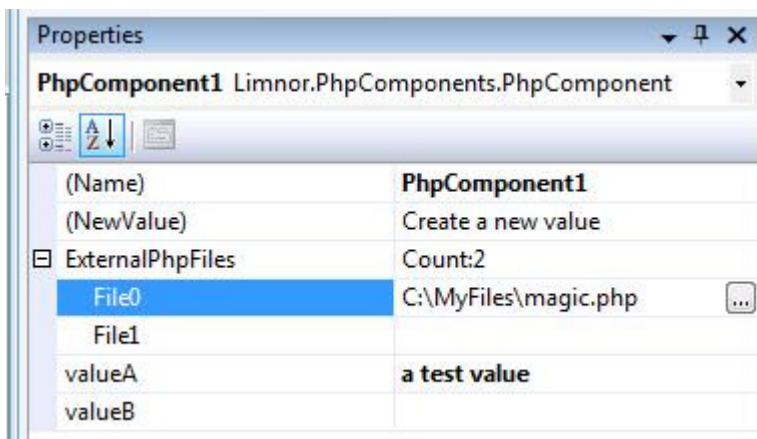 Properties
PhpComponent1 Limnor.PhpComponents.PhpComponent
A
Z
(Name) PhpComponent1
(NewValue) Create a new value
ExternalPhpFiles Count:2
File0 C:\MyFiles\magic.php ...
File1
valueA a test value
valueB